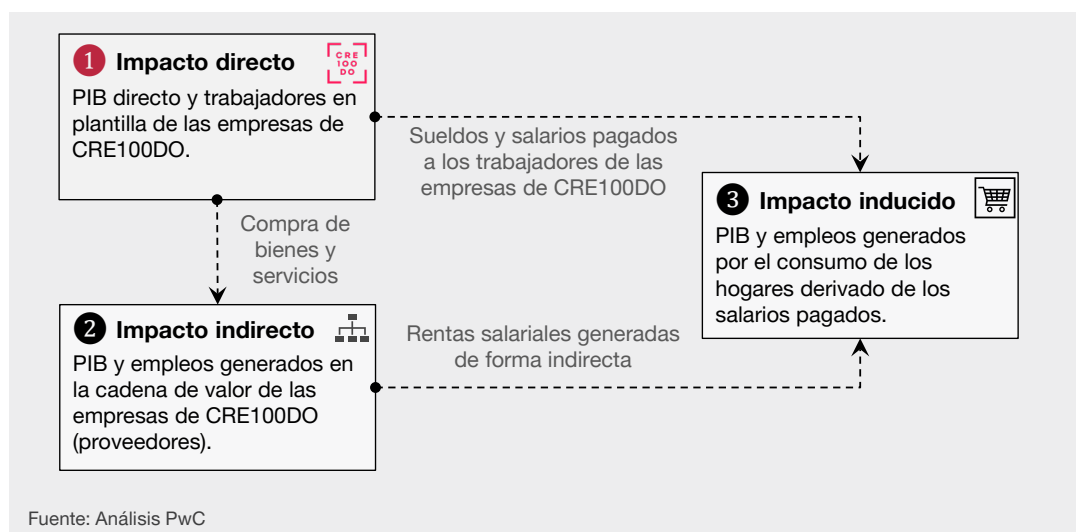 1 Impacto directo
CRE
100
DO
PIB directo y trabajadores en
plantilla de las empresas de
CRE100DO.
Sueldos y salarios pagados
a los trabajadores de las
empresas de CRE100DO
Compra de
bienes y
servicios
3 Impacto inducido
PIB y empleos generados
por el consumo de los
hogares derivado de los
salarios pagados.
2 Impacto indirecto
PIB y empleos generados en
la cadena de valor de las
empresas de CRE100DO
(proveedores).
Rentas salariales generadas
de forma indirecta
Fuente: Análisis PwC